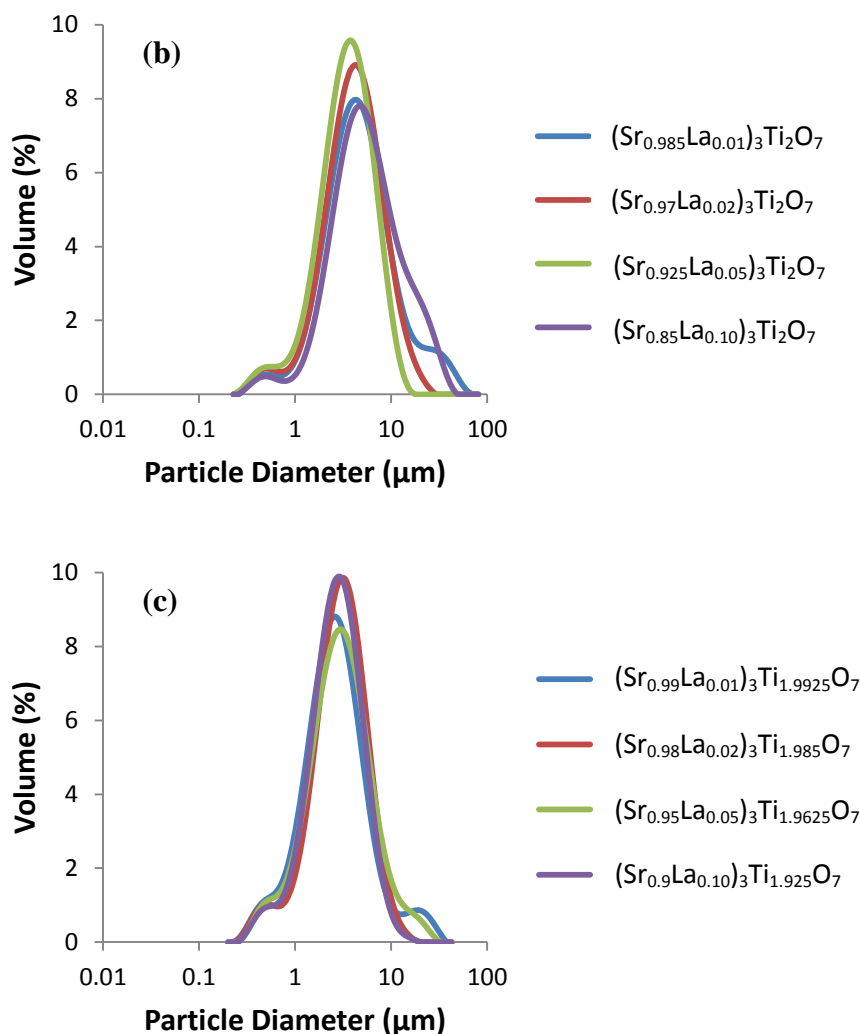 (b)
10
8
6
4
2
0
Volume (%)
0.01 0.1 1 10 100
Particle Diameter (µm)
(Sr₀.₉₈₅La₀.₀₁)₃Ti₂O₇
(Sr₀.₉₇La₀.₀₂)₃Ti₂O₇
(Sr₀.₉₂₅La₀.₀₅)₃Ti₂O₇
(Sr₀.₈₅La₀.₁₀)₃Ti₂O₇
(c)
10
8
6
4
2
0
Volume (%)
0.01 0.1 1 10 100
Particle Diameter (µm)
(Sr₀.₉₉La₀.₀₁)₃Ti₁.₉₉₂₅O₇
(Sr₀.₉₈La₀.₀₂)₃Ti₁.₉₈₅O₇
(Sr₀.₉₅La₀.₀₅)₃Ti₁.₉₆₂₅O₇
(Sr₀.₉La₀.₁₀)₃Ti₁.₉₂₅O₇